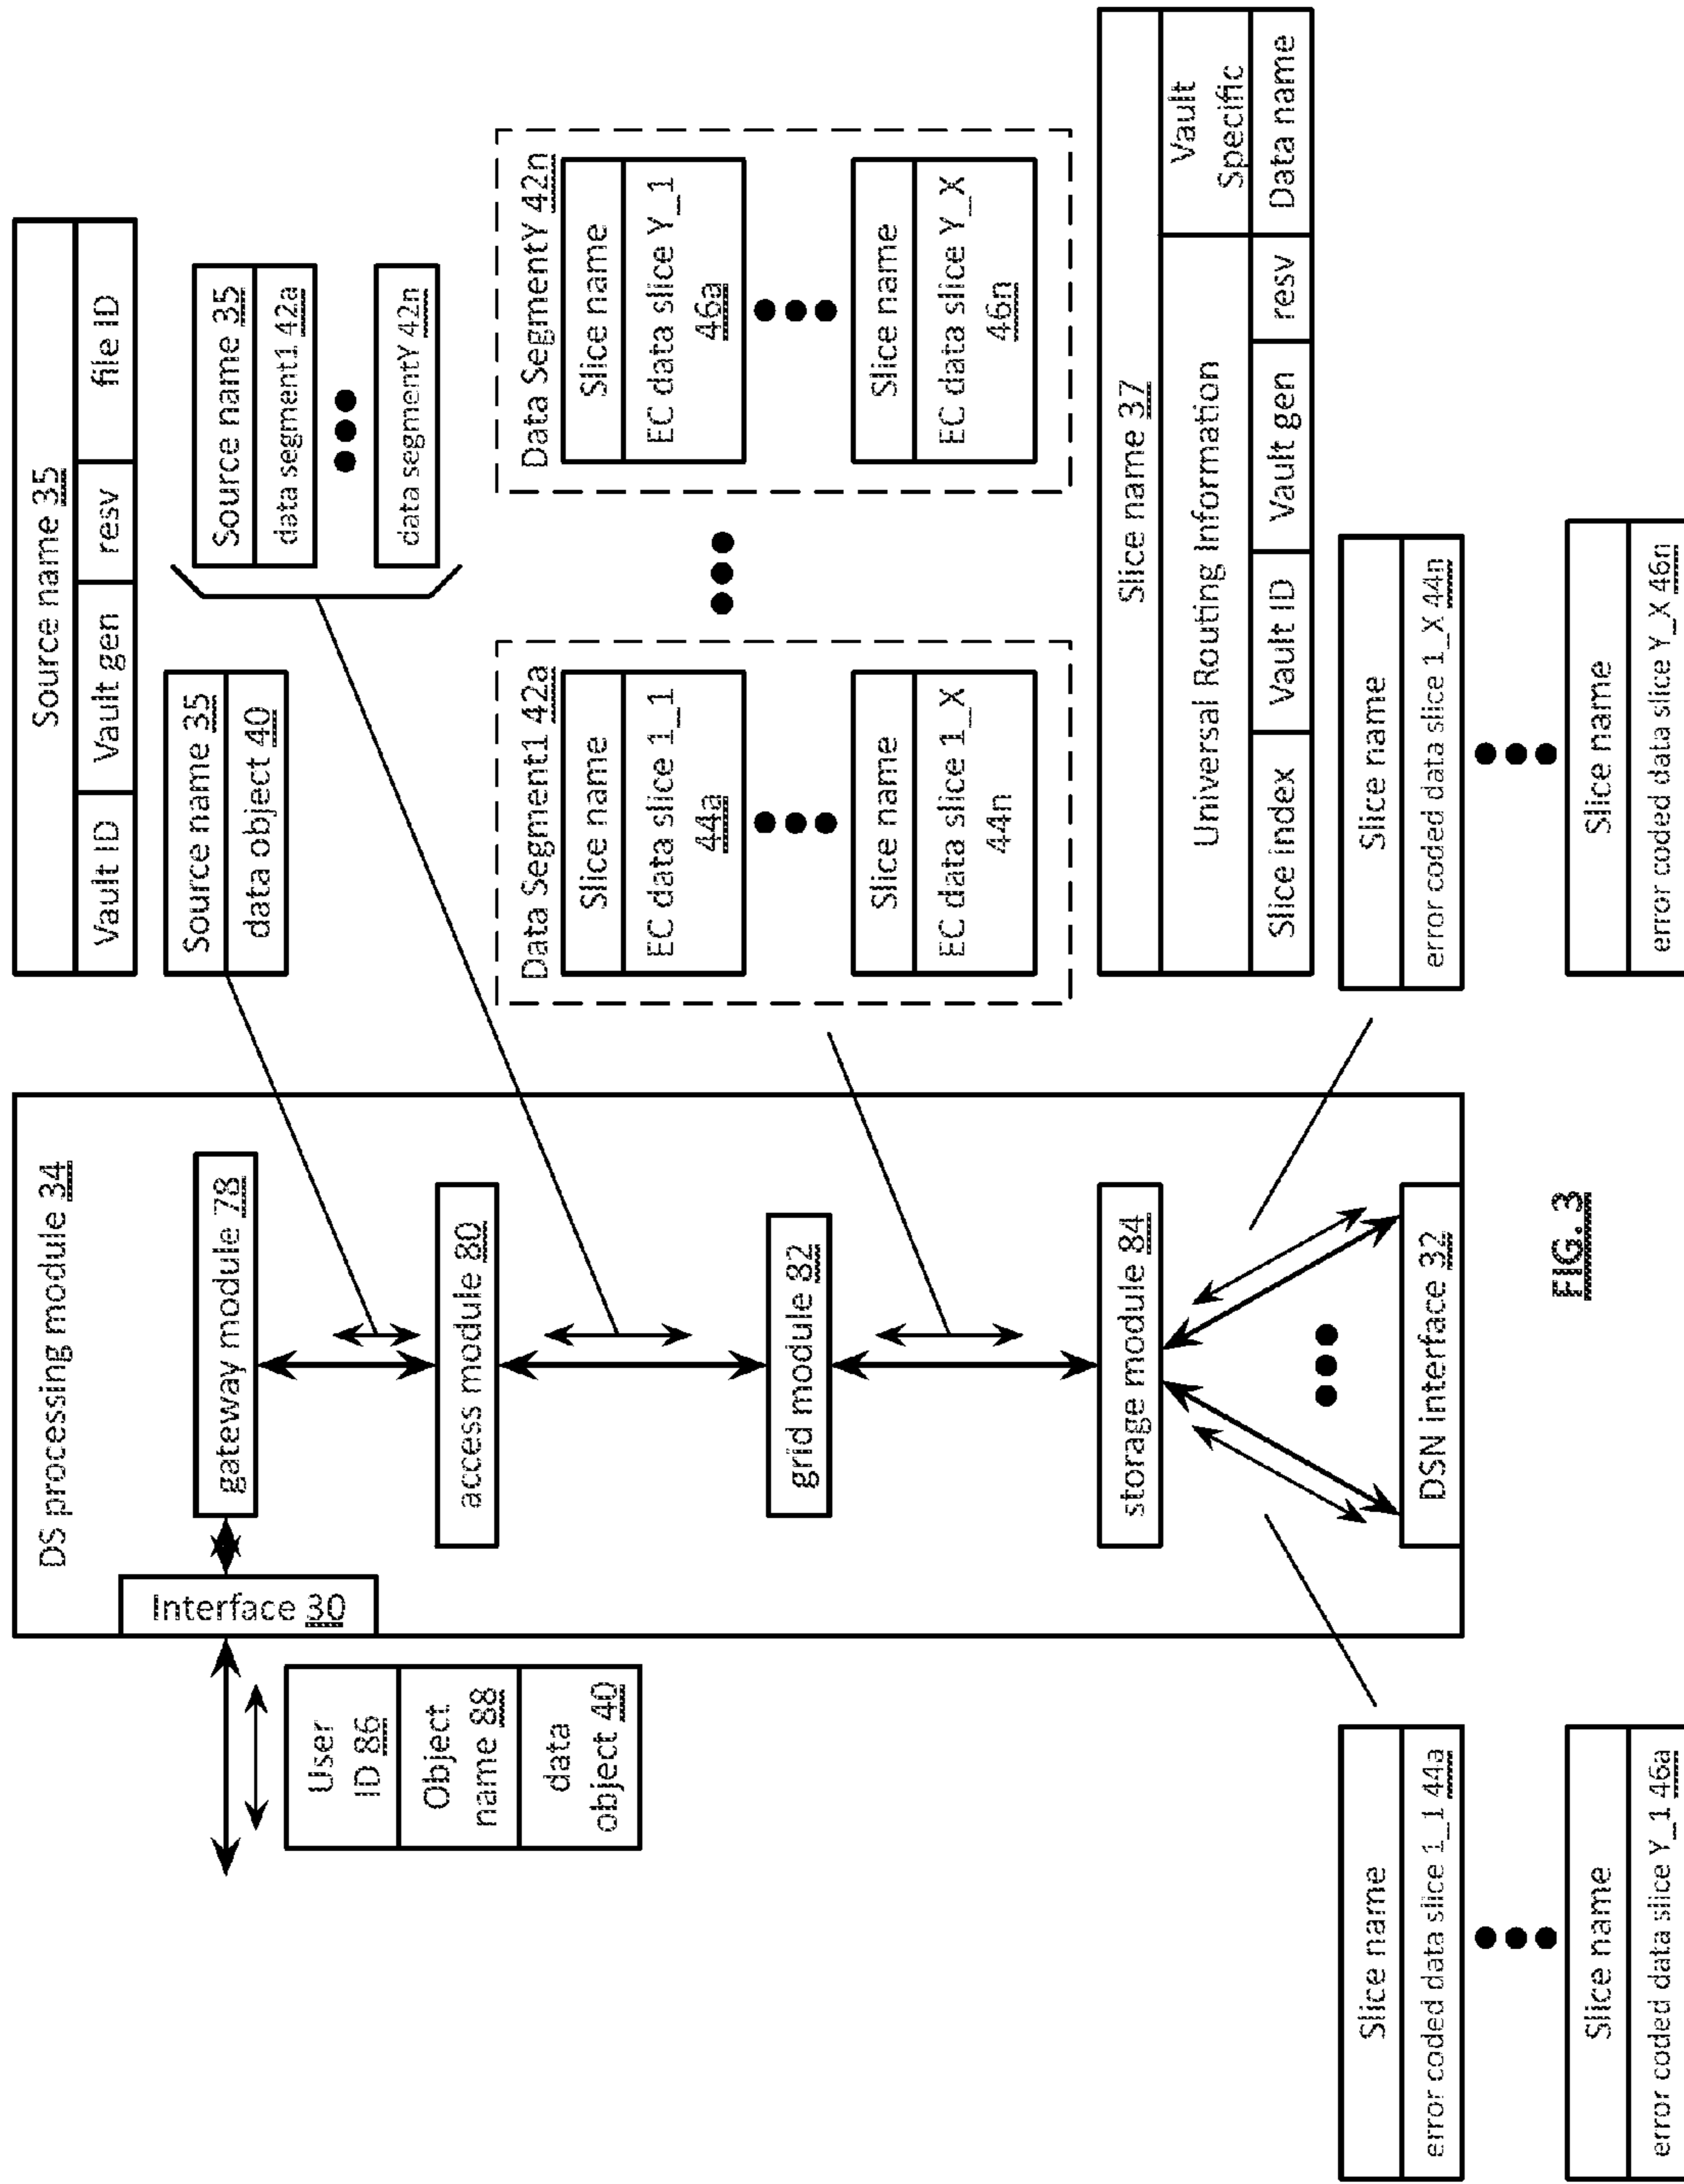 DS processing module 34
Interface 30
gateway module 78
access module 80
grid module 82
storage module 84
DSN interface 32
User
ID 86
Object
name 88
data
object 40
Source name 35
Vault ID
Vault gen
resv
file ID
Source name 35
data object 40
Source name 35
data segment1 42a
data segmentY 42n
Data Segment1 42a
Slice name
EC data slice 1_1
44a
Slice name
EC data slice 1_X
44n
Data SegmentY 42n
Slice name
EC data slice Y_1
46a
Slice name
EC data slice Y_X
46n
Slice name 37
Universal Routing Information
Vault
Specific
Slice index
Vault ID
Vault gen
resv
Data name
Slice name
error coded data slice 1_1 44a
Slice name
error coded data slice Y_1 46a
Slice name
error coded data slice 1_X 44n
Slice name
error coded data slice Y_X 46n
FIG. 3